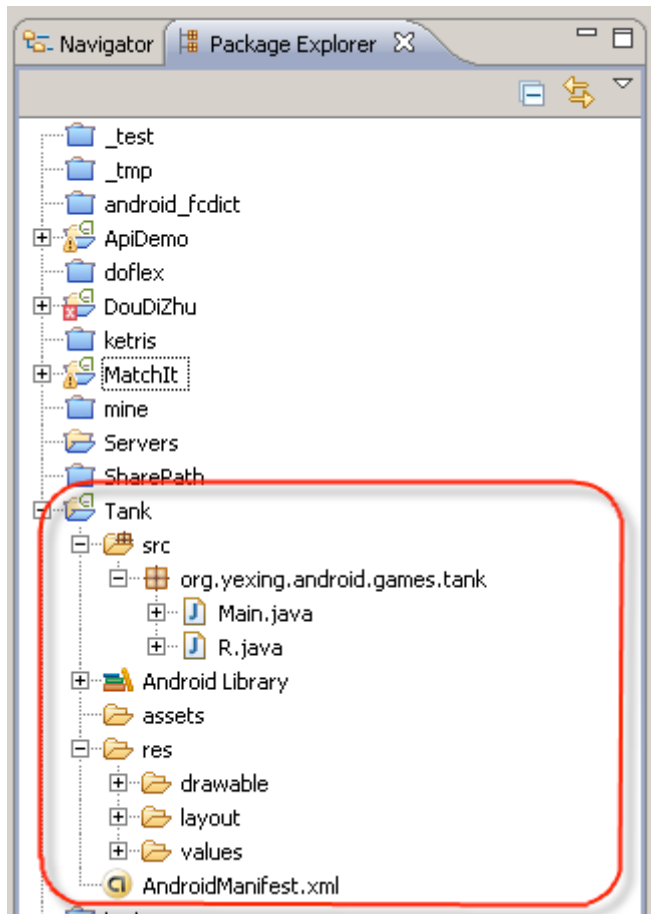 Navigator Package Explorer
_test
_tmp
android_fcdict
ApiDemo
doflex
DouDiZhu
ketris
MatchIt
mine
Servers
SharePath
Tank
src
org.yexing.android.games.tank
Main.java
R.java
Android Library
assets
res
drawable
layout
values
AndroidManifest.xml